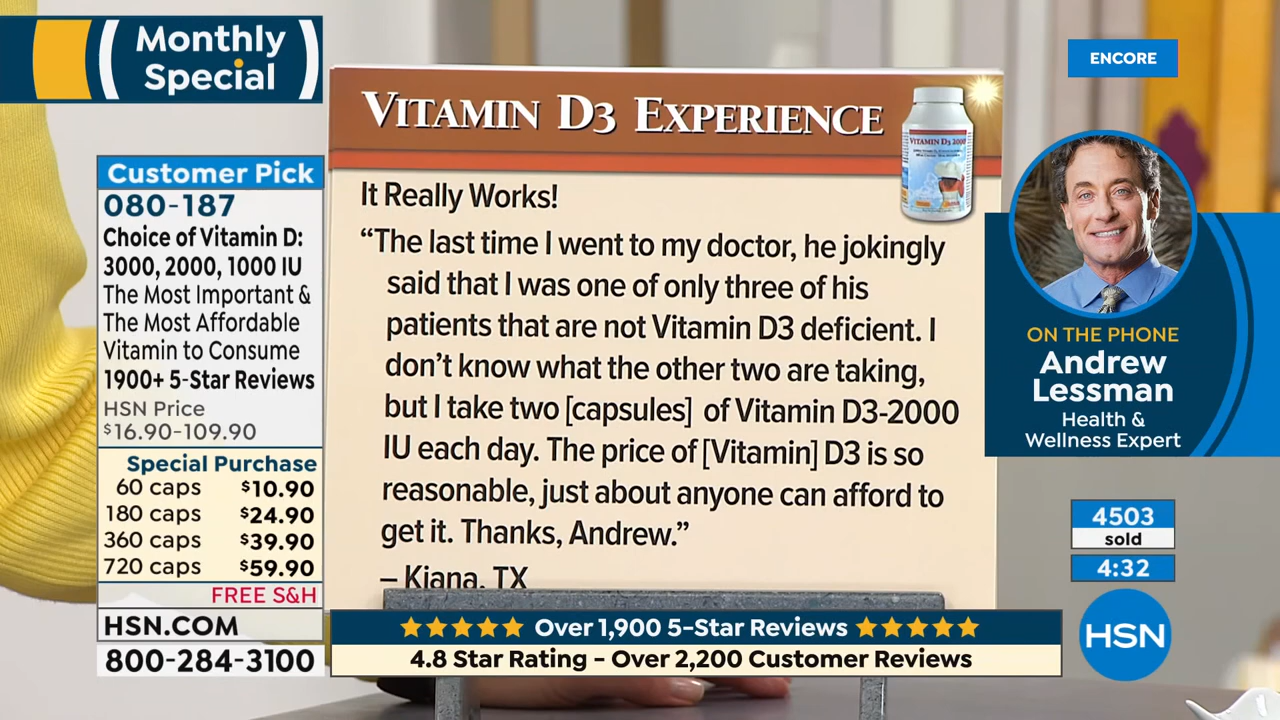 Monthly
Special
ENCORE
VITAMIN D3 EXPERIENCE
VITAMIN D3 2000
It Really Works!
“The last time I went to my doctor, he jokingly
said that I was one of only three of his
patients that are not Vitamin D3 deficient. I
don’t know what the other two are taking,
but I take two [capsules] of Vitamin D3-2000
IU each day. The price of [Vitamin] D3 is so
reasonable, just about anyone can afford to
get it. Thanks, Andrew.”
– Kiana, TX
Customer Pick
080-187
Choice of Vitamin D:
3000, 2000, 1000 IU
The Most Important &
The Most Affordable
Vitamin to Consume
1900+ 5-Star Reviews
HSN Price
$16.90-109.90
Special Purchase
60 caps $10.90
180 caps $24.90
360 caps $39.90
720 caps $59.90
FREE S&H
HSN.COM
800-284-3100
ON THE PHONE
Andrew
Lessman
Health &
Wellness Expert
4503
sold
4:32
HSN
Over 1,900 5-Star Reviews
4.8 Star Rating – Over 2,200 Customer Reviews